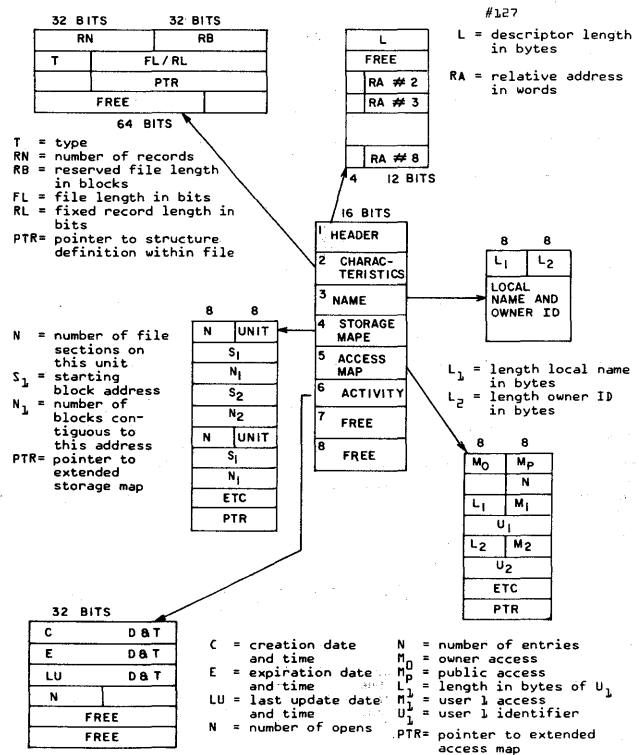 #127
32 BITS 32 BITS
RN RB
T FL/RL
PTR
FREE
64 BITS
T = type
RN = number of records
RB = reserved file length
in blocks
FL = file length in bits
RL = fixed record length in
bits
PTR= pointer to structure
definition within file
L
FREE
RA # 2
RA # 3
RA # 8
4 12 BITS
L = descriptor length
in bytes
RA = relative address
in words
16 BITS
1 HEADER
2 CHARAC-
TERISTICS
3 NAME
4 STORAGE
MAPE
5 ACCESS
MAP
6 ACTIVITY
7 FREE
8 FREE
8 8
L1 L2
LOCAL
NAME AND
OWNER ID
L1 = length local name
in bytes
L2 = length owner ID
in bytes
N = number of file
sections on
this unit
S1 = starting
block address
N1 = number of
blocks con-
tiguous to
this address
PTR= pointer to
extended
storage map
8 8
N UNIT
S1
N1
S2
N2
N UNIT
S1
N1
ETC
PTR
8 8
MO MP
N
L1 M1
U1
L2 M2
U2
ETC
PTR
32 BITS
C D&T
E D&T
LU D&T
N
FREE
FREE
C = creation date
and time
E = expiration date
and time
LU = last update date
and time
N = number of opens
N = number of entries
MO = owner access
MP = public access
L1 = length in bytes of U1
M1 = user 1 access
U1 = user 1 identifier
PTR= pointer to extended
access map